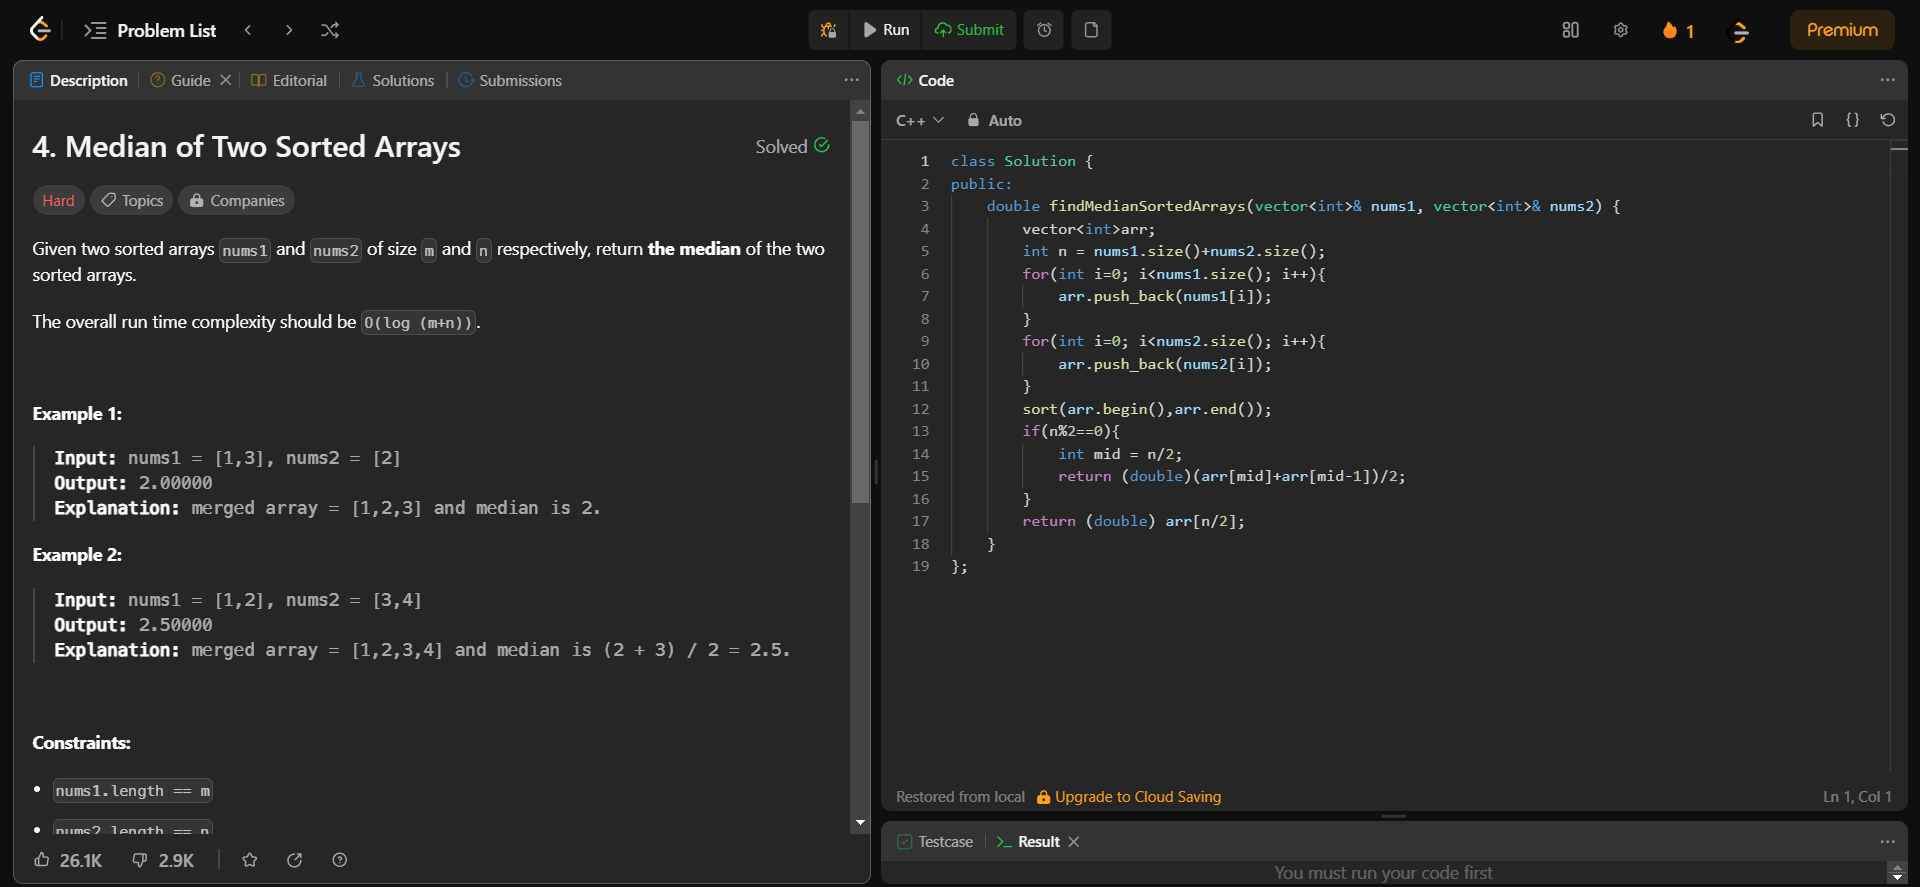 Problem List
Run
Submit
1
Premium
Description
Guide
Editorial
Solutions
Submissions
4. Median of Two Sorted Arrays
Solved
Hard
Topics
Companies
Given two sorted arrays nums1 and nums2 of size m and n respectively, return the median of the two
sorted arrays.
The overall run time complexity should be O(log (m+n)).
Example 1:
Input: nums1 = [1,3], nums2 = [2]
Output: 2.00000
Explanation: merged array = [1,2,3] and median is 2.
Example 2:
Input: nums1 = [1,2], nums2 = [3,4]
Output: 2.50000
Explanation: merged array = [1,2,3,4] and median is (2 + 3) / 2 = 2.5.
Constraints:
• nums1.length == m
• nums2.length == n
26.1K
2.9K
</> Code
C++
Auto
{}
1 class Solution {
2 public:
3 double findMedianSortedArrays(vector<int>& nums1, vector<int>& nums2) {
4 vector<int>arr;
5 int n = nums1.size()+nums2.size();
6 for(int i=0; i<nums1.size(); i++){
7 arr.push_back(nums1[i]);
8 }
9 for(int i=0; i<nums2.size(); i++){
10 arr.push_back(nums2[i]);
11 }
12 sort(arr.begin(),arr.end());
13 if(n%2==0){
14 int mid = n/2;
15 return (double)(arr[mid]+arr[mid-1])/2;
16 }
17 return (double) arr[n/2];
18 }
19 };
Restored from local
Upgrade to Cloud Saving
Ln 1, Col 1
Testcase
>_ Result
You must run your code first